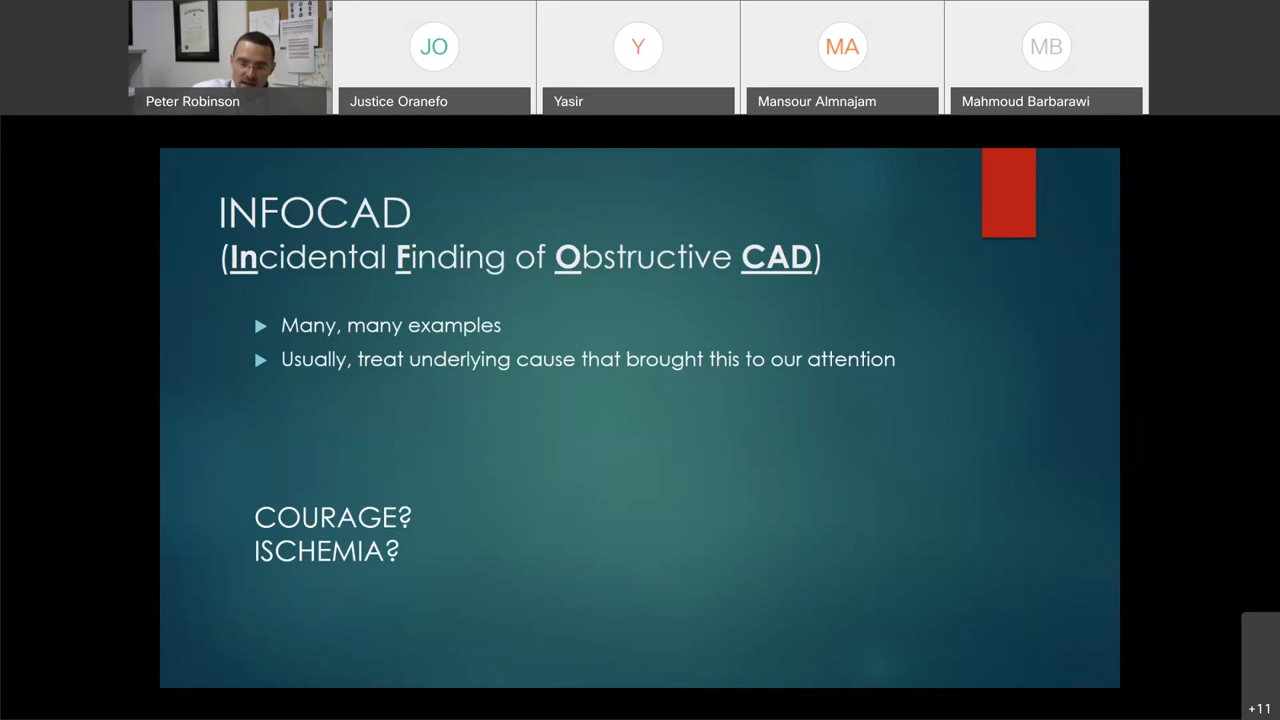 JO
Y
MA
MB
Peter Robinson
Justice Oranefo
Yasir
Mansour Almnajam
Mahmoud Barbarawi
INFOCAD
(Incidental Finding of Obstructive CAD)
Many, many examples
Usually, treat underlying cause that brought this to our attention
COURAGE?
ISCHEMIA?
+11